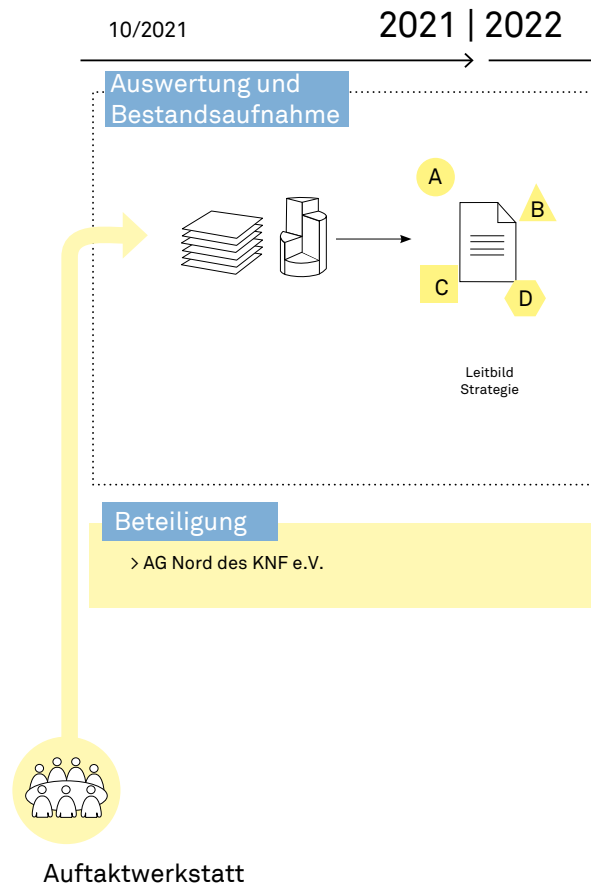 10/2021
2021 | 2022
Auswertung und
Bestandsaufnahme
A
B
C
D
Leitbild
Strategie
Beteiligung
> AG Nord des KNF e.V.
Auftaktwerkstatt